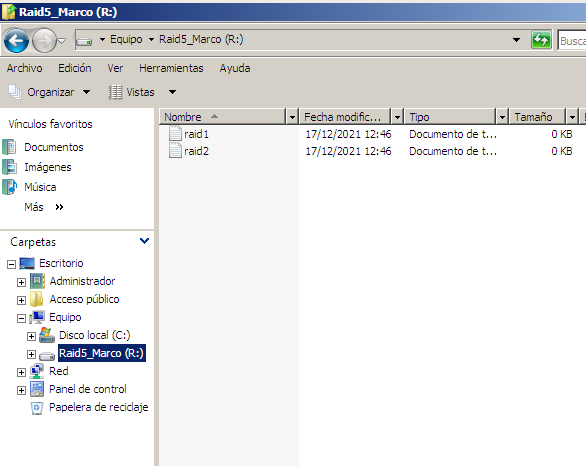 Raid5_Marco (R:)
Equipo Raid5_Marco (R:) Busca
Archivo Edición Ver Herramientas Ayuda
Organizar Vistas
Vínculos favoritos
Documentos
Imágenes
Música
Más »
Carpetas
Escritorio
Administrador
Acceso público
Equipo
Disco local (C:)
Raid5_Marco (R:)
Red
Panel de control
Papelera de reciclaje
Nombre Fecha modific... Tipo Tamaño
raid1 17/12/2021 12:46 Documento de t... 0 KB
raid2 17/12/2021 12:46 Documento de t... 0 KB